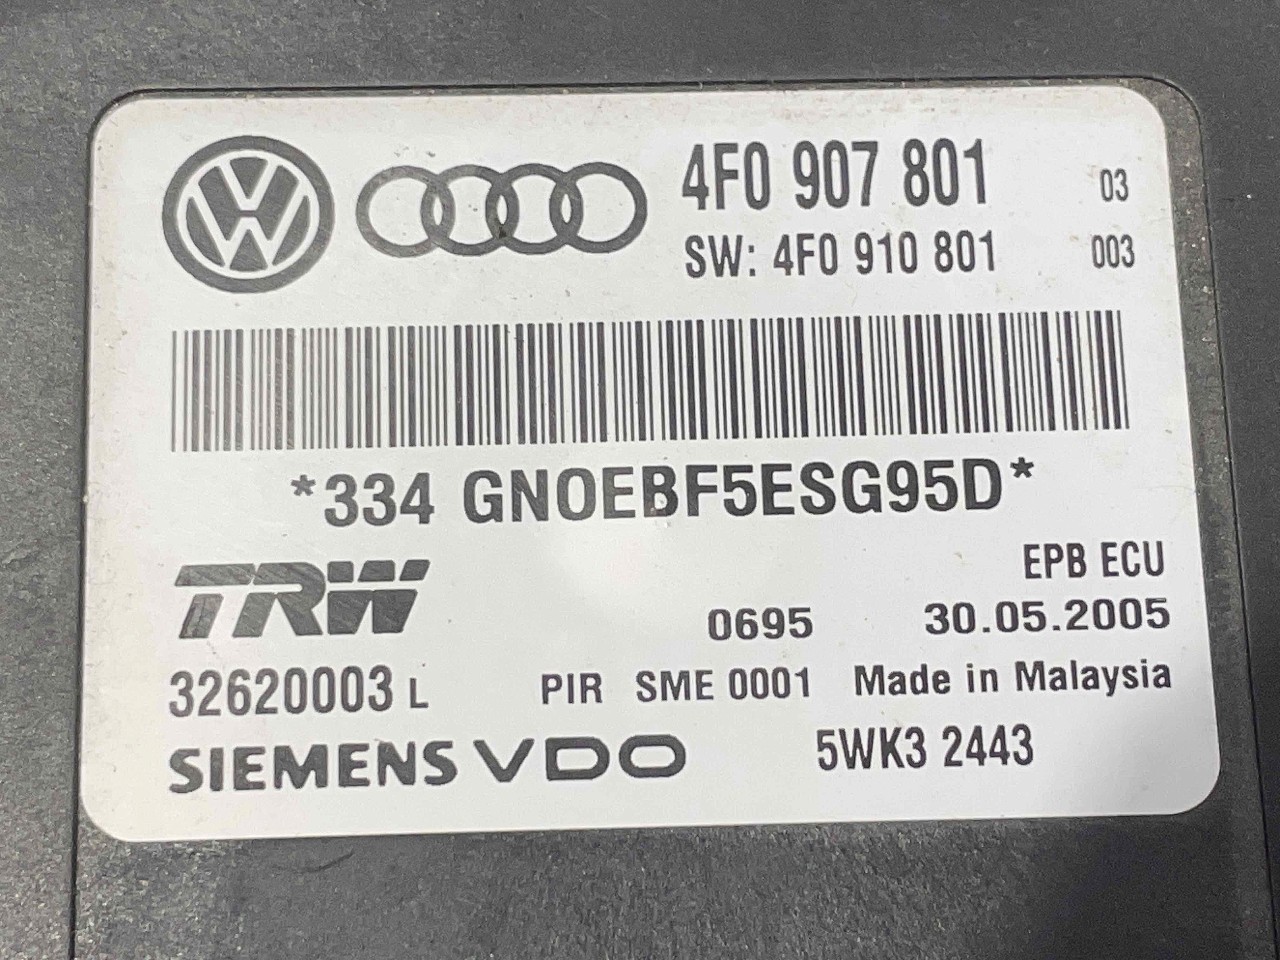 4F0 907 801 03
SW: 4F0 910 801 003
*334 GNOEBF5ESG95D*
TRW EPB ECU
0695 30.05.2005
32620003 L PIR SME 0001 Made in Malaysia
SIEMENS VDO 5WK3 2443